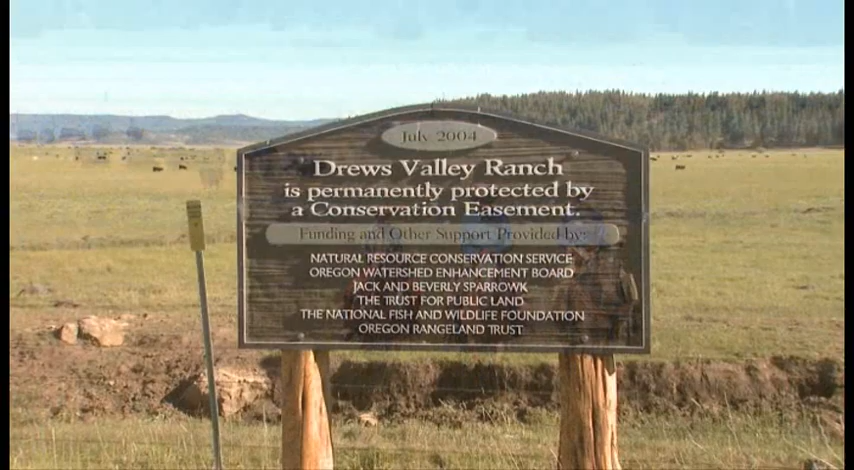 July 2004
Drews Valley Ranch
is permanently protected by
a Conservation Easement.
Funding and Other Support Provided by:
NATURAL RESOURCE CONSERVATION SERVICE
OREGON WATERSHED ENHANCEMENT BOARD
JACK AND BEVERLY SPARROWK
THE TRUST FOR PUBLIC LAND
THE NATIONAL FISH AND WILDLIFE FOUNDATION
OREGON RANGELAND TRUST